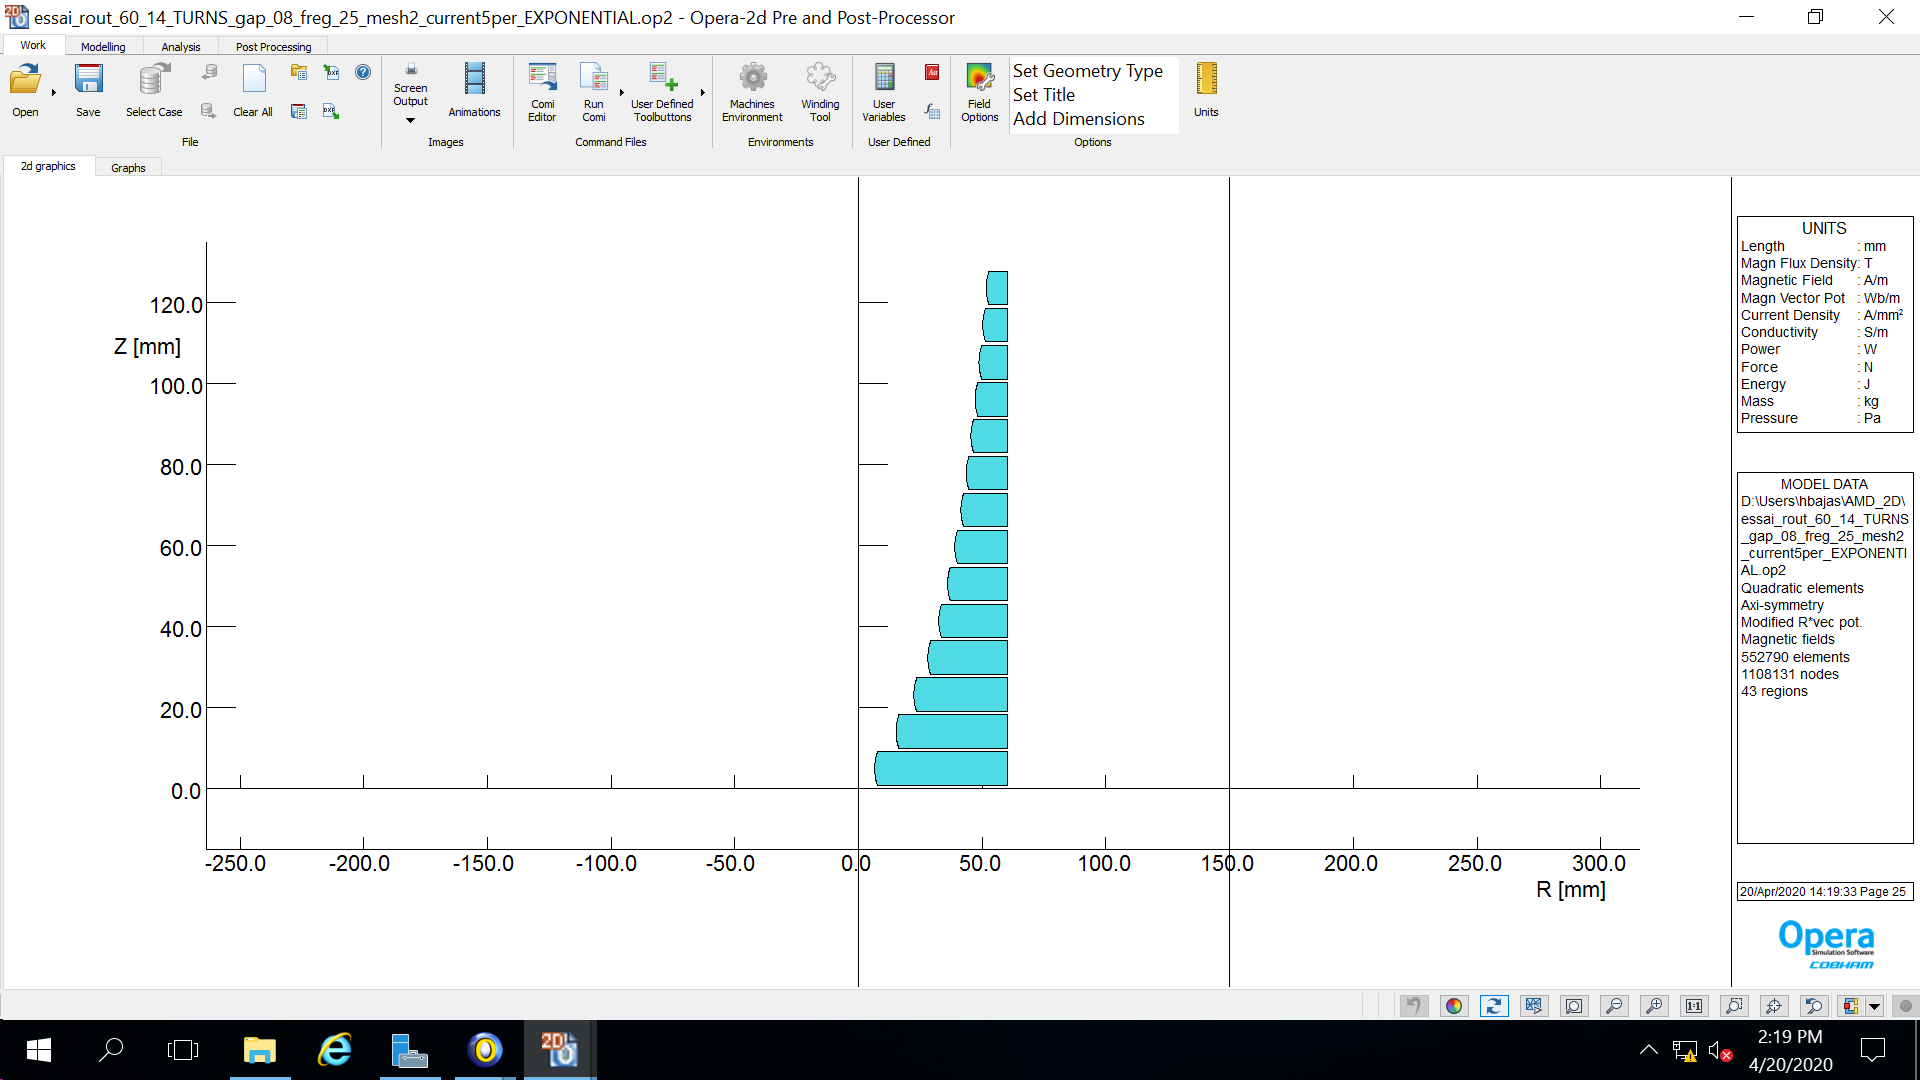 essai_rout_60_14_TURNS_gap_08_freg_25_mesh2_current5per_EXPONENTIAL.op2 - Opera-2d Pre and Post-Processor
Work Modelling Analysis Post Processing
Open Save Select Case Clear All
File
Screen Output Animations
Images
Comi Editor Run Comi User Defined Toolbuttons
Command Files
Machines Environment Winding Tool
Environments
User Variables
User Defined
Field Options
Set Geometry Type
Set Title
Add Dimensions
Units
Options
2d graphics Graphs
120.0
Z [mm]
100.0
80.0
60.0
40.0
20.0
0.0
-250.0 -200.0 -150.0 -100.0 -50.0 0.0 50.0 100.0 150.0 200.0 250.0 300.0
R [mm]
UNITS
Length : mm
Magn Flux Density: T
Magnetic Field : A/m
Magn Vector Pot : Wb/m
Current Density : A/mm²
Conductivity : S/m
Power : W
Force : N
Energy : J
Mass : kg
Pressure : Pa
MODEL DATA
D:\Users\hbajas\AMD_2D\
essai_rout_60_14_TURNS
_gap_08_freg_25_mesh2
_current5per_EXPONENTI
AL.op2
Quadratic elements
Axi-symmetry
Modified R*vec pot.
Magnetic fields
552790 elements
1108131 nodes
43 regions
20/Apr/2020 14:19:33 Page 25
Opera
Simulation Software
COBHAM
1:1
2D
2:19 PM
4/20/2020